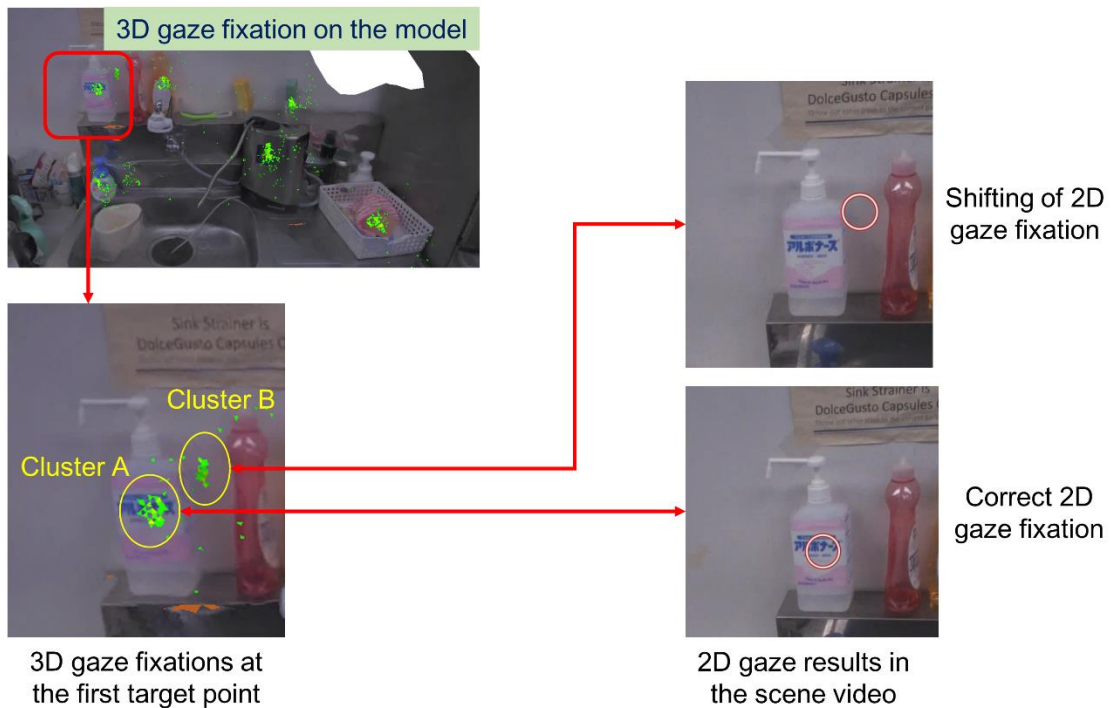 3D gaze fixation on the model
Sink Strainer is
DolceGusto Capsules
Shifting of 2D
gaze fixation
アルボナース
Sink Strainer is
DolceGusto Capsules
Cluster B
Cluster A
Sink Strainer is
DolceGusto Capsules
Correct 2D
gaze fixation
アルボナース
3D gaze fixations at
the first target point
2D gaze results in
the scene video